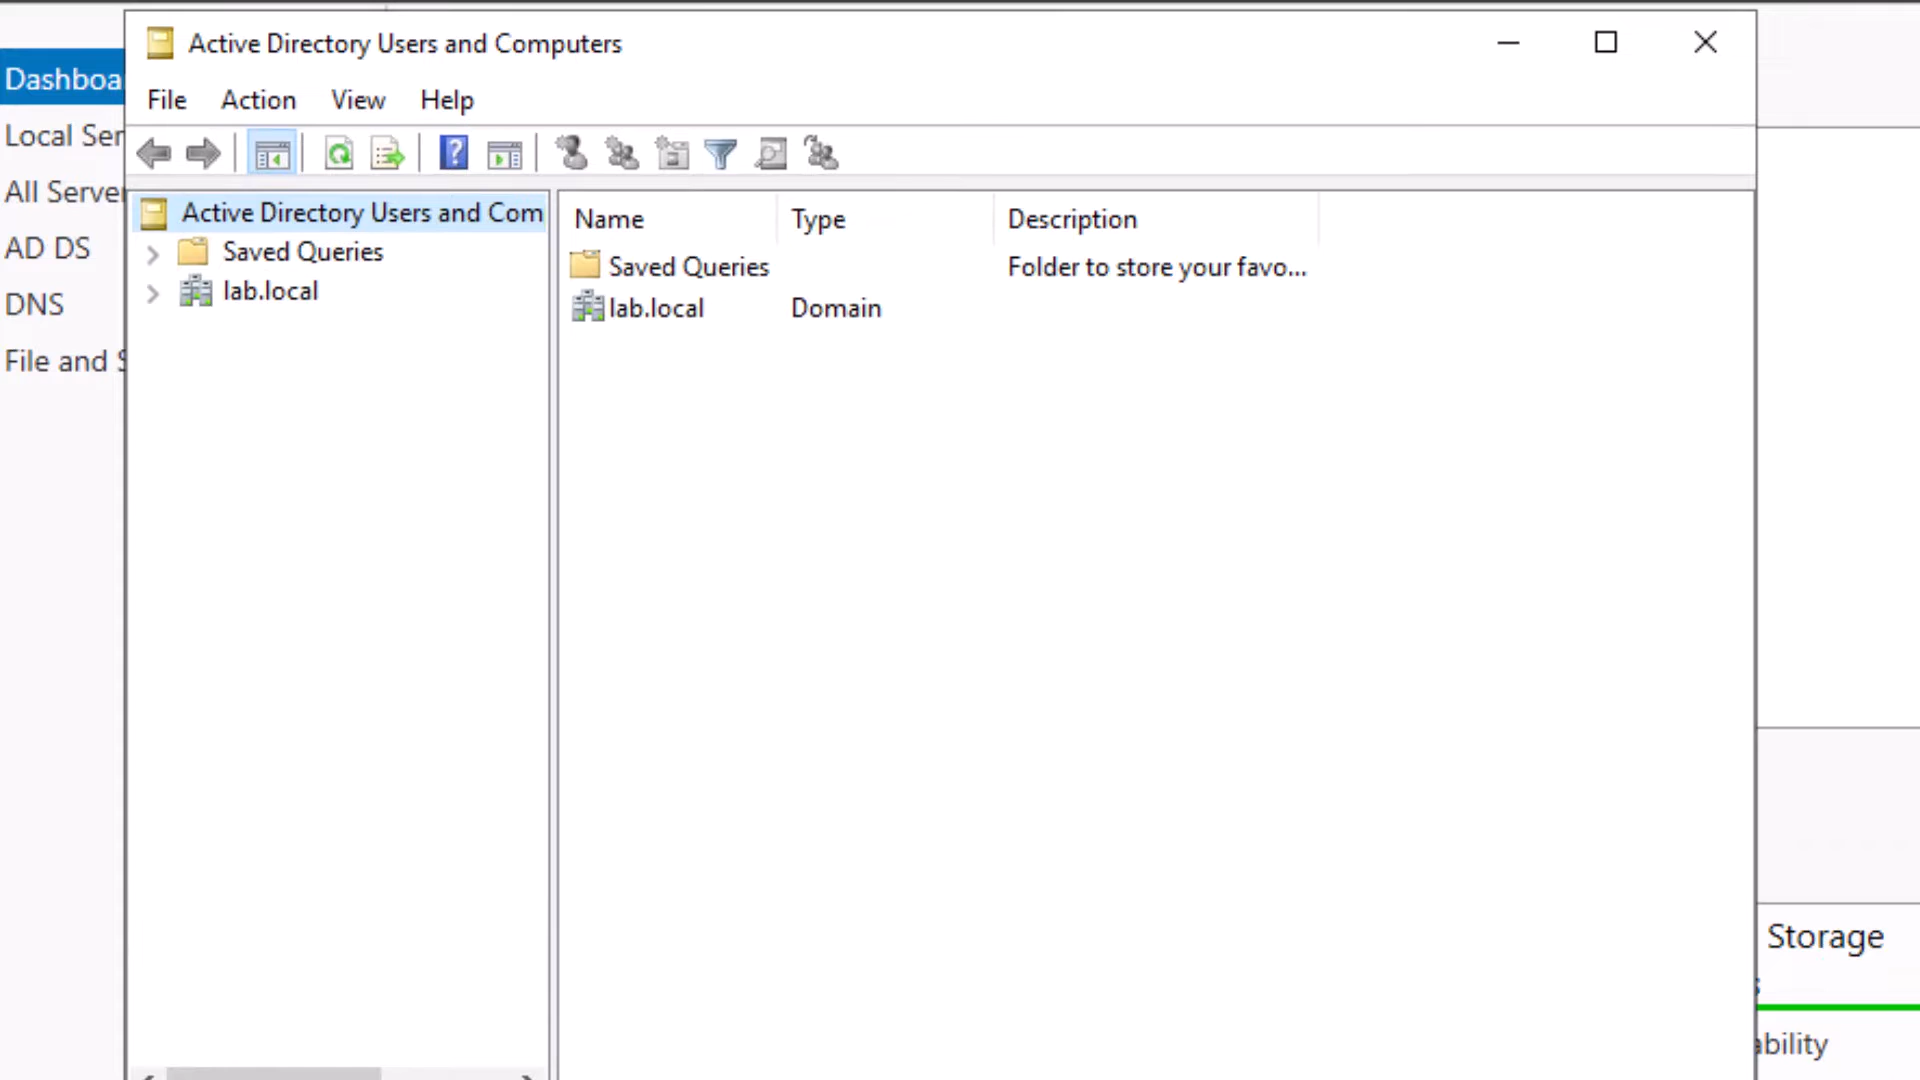 Active Directory Users and Computers
File Action View Help
Dashboa
Local Ser
All Server
AD DS
DNS
File and S
Active Directory Users and Com
Saved Queries
lab.local
Name Type Description
Saved Queries Folder to store your favo...
lab.local Domain
Storage
s
ability